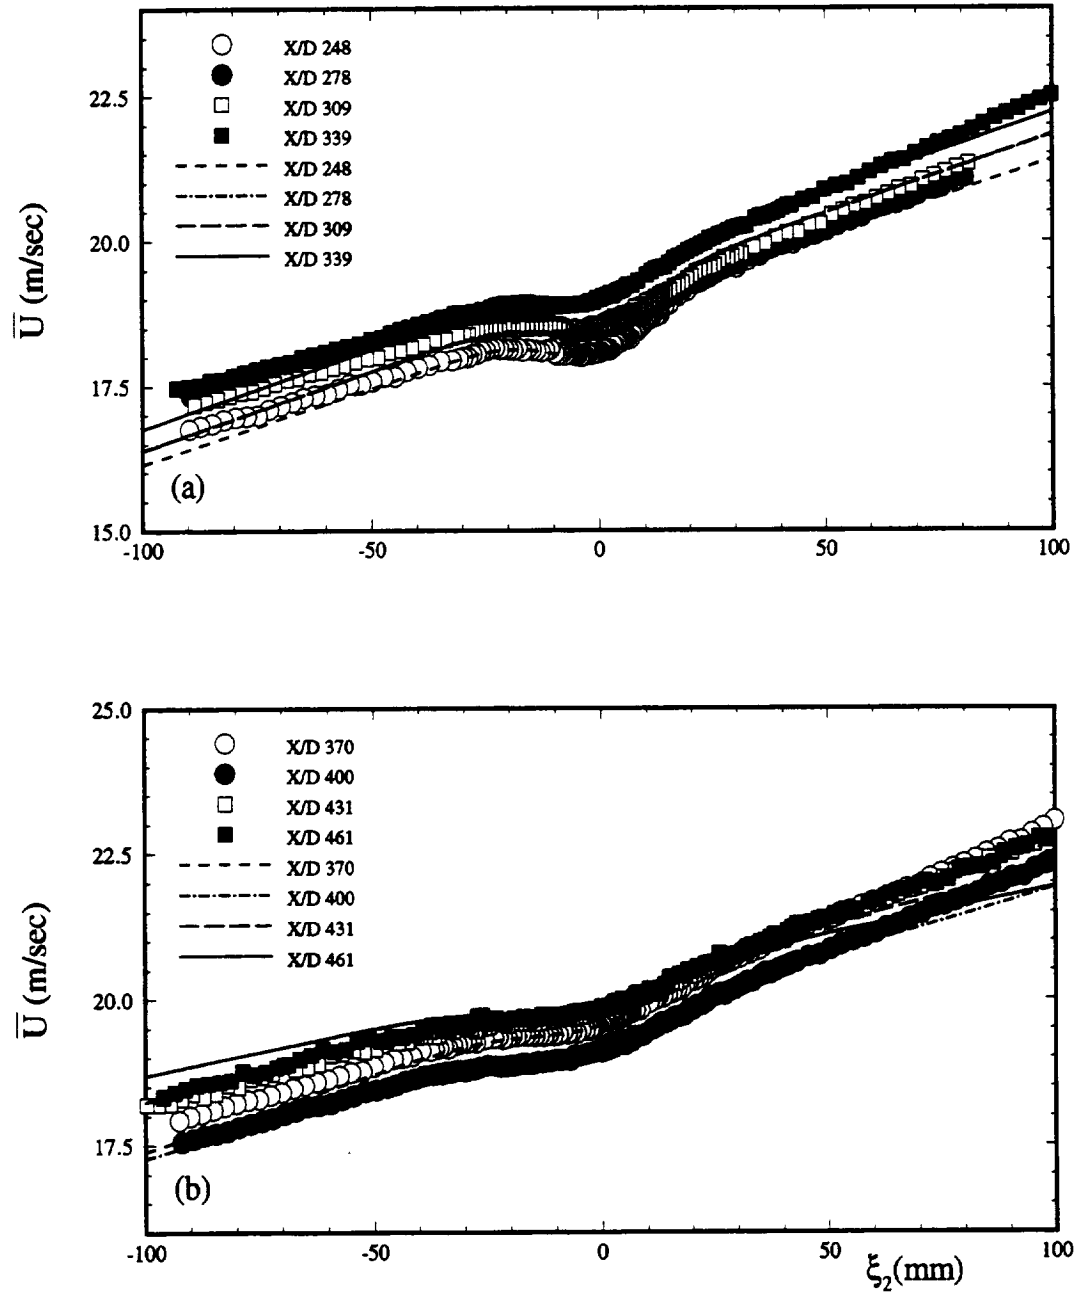 X/D 248
X/D 278
X/D 309
X/D 339
X/D 248
X/D 278
X/D 309
X/D 339
22.5
20.0
17.5
15.0
U (m/sec)
(a)
-100
-50
0
50
100
25.0
22.5
20.0
17.5
U (m/sec)
X/D 370
X/D 400
X/D 431
X/D 461
X/D 370
X/D 400
X/D 431
X/D 461
(b)
-100
-50
0
50
100
ξ₂(mm)